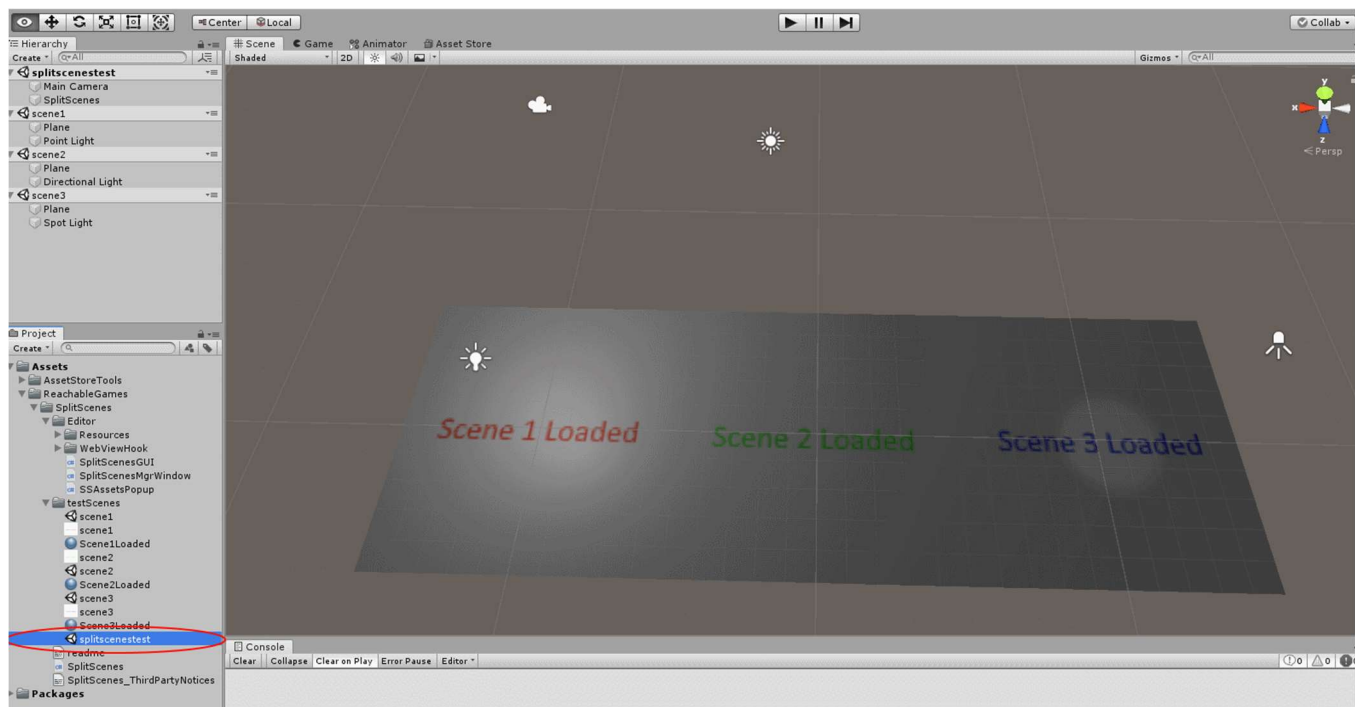 Center Local Collab
Hierarchy Scene Game Animator Asset Store
Create All Shaded 2D Gizmos All
splitscenestest
Main Camera
SplitScenes
scene1
Plane
Point Light
scene2
Plane
Directional Light
scene3
Plane
Spot Light
y
x
z
Persp
Scene 1 Loaded
Scene 2 Loaded
Scene 3 Loaded
Project
Create
Assets
AssetStoreTools
ReachableGames
SplitScenes
Editor
Resources
WebViewHook
SplitScenesGUI
SplitScenesMgrWindow
SSAssetsPopup
testScenes
scene1
scene1
Scene1Loaded
scene2
scene2
Scene2Loaded
scene3
scene3
Scene3Loaded
splitscenestest
readme
SplitScenes
SplitScenes_ThirdPartyNotices
Packages
Console
Clear Collapse Clear on Play Error Pause Editor 0 0